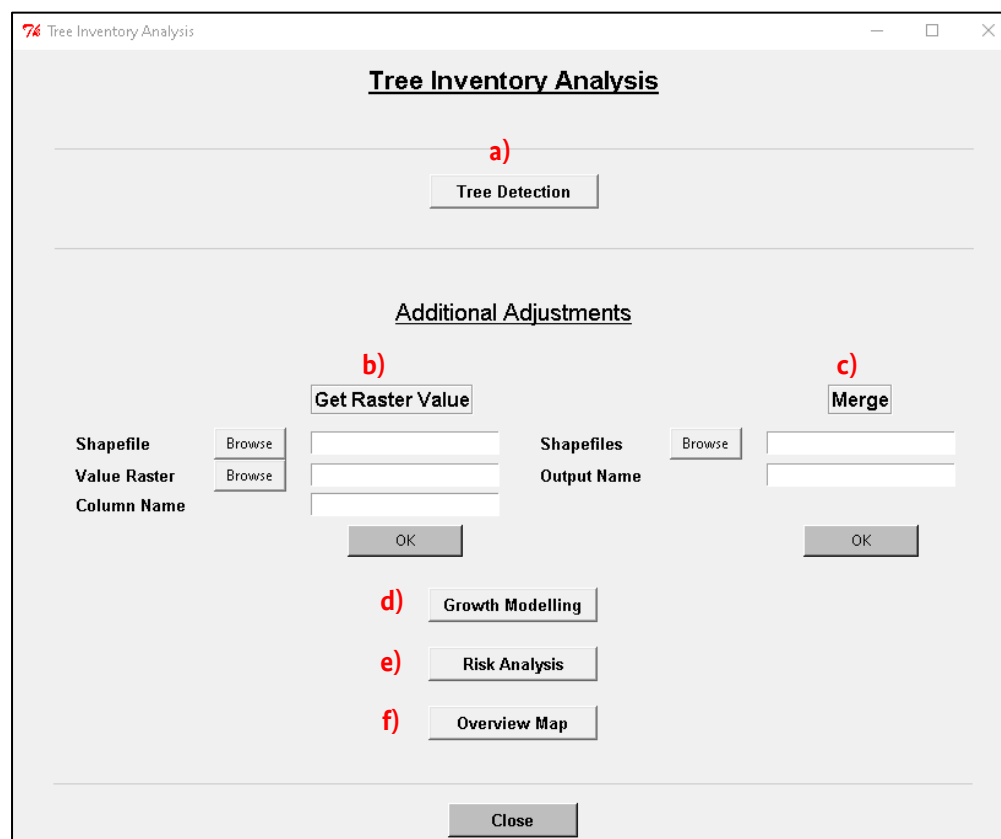 Tree Inventory Analysis
Tree Inventory Analysis
a)
Tree Detection
Additional Adjustments
b)
Get Raster Value
Shapefile Browse
Value Raster Browse
Column Name
OK
c)
Merge
Shapefiles Browse
Output Name
OK
d) Growth Modelling
e) Risk Analysis
f) Overview Map
Close